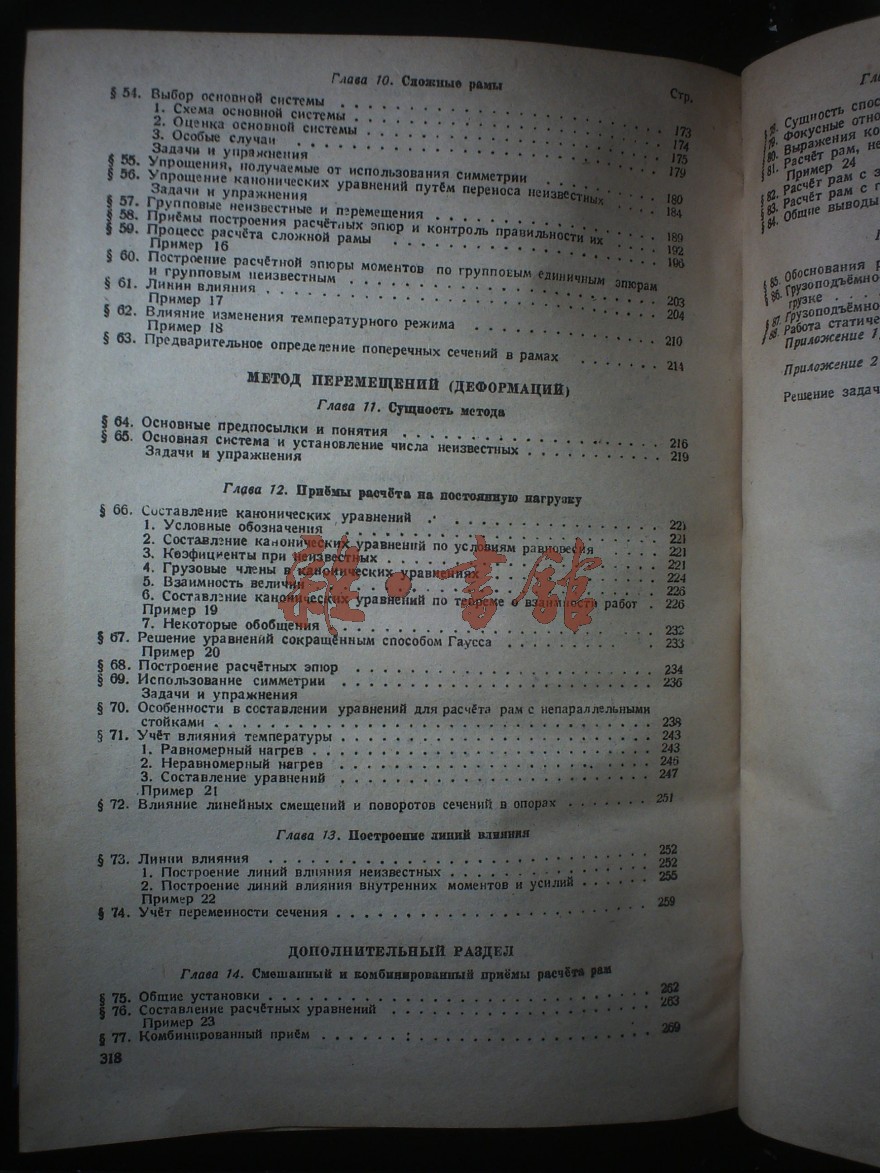 Глава 10. Сложные рамы
Стр.
§ 54. Выбор основной системы . . . 173
1. Схема основной системы . . . 174
2. Оценка основной системы . . . 175
3. Особые случаи . . . 179
Задачи и упражнения
§ 55. Упрощения, получаемые от использования симметрии . . . 180
§ 56. Упрощение канонических уравнений путём переноса неизвестных . . . 184
Задачи и упражнения
§ 57. Групповые неизвестные и перемещения . . . 189
§ 58. Приёмы построения расчётных эпюр и контроль правильности их . . . 192
§ 59. Процесс расчёта сложной рамы . . . 196
Пример 16
§ 60. Построение расчётной эпюры моментов по групповым единичным эпюрам
и групповым неизвестным . . . 203
§ 61. Линии влияния . . . 204
Пример 17
§ 62. Влияние изменения температурного режима . . . 210
Пример 18
§ 63. Предварительное определение поперечных сечений в рамах . . . 214
МЕТОД ПЕРЕМЕЩЕНИЙ (ДЕФОРМАЦИЙ)
Глава 11. Сущность метода
§ 64. Основные предпосылки и понятия . . . 216
§ 65. Основная система и установление числа неизвестных . . . 219
Задачи и упражнения
Глава 12. Приёмы расчёта на постоянную нагрузку
§ 66. Составление канонических уравнений . . . 221
1. Условные обозначения . . . 221
2. Составление канонических уравнений по условиям равновесия . . . 221
3. Коэфициенты при неизвестных . . . 221
4. Грузовые члены в канонических уравнениях . . . 224
5. Взаимность величин . . . 226
6. Составление канонических уравнений по теореме о взаимности работ . 226
Пример 19
7. Некоторые обобщения . . . 232
§ 67. Решение уравнений сокращённым способом Гаусса . . . 233
Пример 20
§ 68. Построение расчётных эпюр . . . 234
§ 69. Использование симметрии . . . 236
Задачи и упражнения
§ 70. Особенности в составлении уравнений для расчёта рам с непараллельными
стойками . . . 238
§ 71. Учёт влияния температуры . . . 243
1. Равномерный нагрев . . . 243
2. Неравномерный нагрев . . . 246
3. Составление уравнений . . . 247
Пример 21
§ 72. Влияние линейных смещений и поворотов сечений в опорах . . . 251
Глава 13. Построение линий влияния
§ 73. Линии влияния . . . 252
1. Построение линий влияния неизвестных . . . 252
2. Построение линий влияния внутренних моментов и усилий . . . 255
Пример 22
§ 74. Учёт переменности сечения . . . 259
ДОПОЛНИТЕЛЬНЫЙ РАЗДЕЛ
Глава 14. Смешанный и комбинированный приёмы расчёта рам
§ 75. Общие установки . . . 262
§ 76. Составление расчётных уравнений . . . 263
Пример 23
§ 77. Комбинированный приём . . . 269
318
Сущность
Фокусные
§ 80. Выражения
§ 81. Расчёт рам,
Пример 24
§ 82. Расчёт рам с
§ 83. Расчёт рам с
§ 84. Общие выводы
§ 85. Обоснования
§ 86.
грузке . . .
§ 87.
§ 88. Работа
Приложение
Приложение 2
Решение
書館